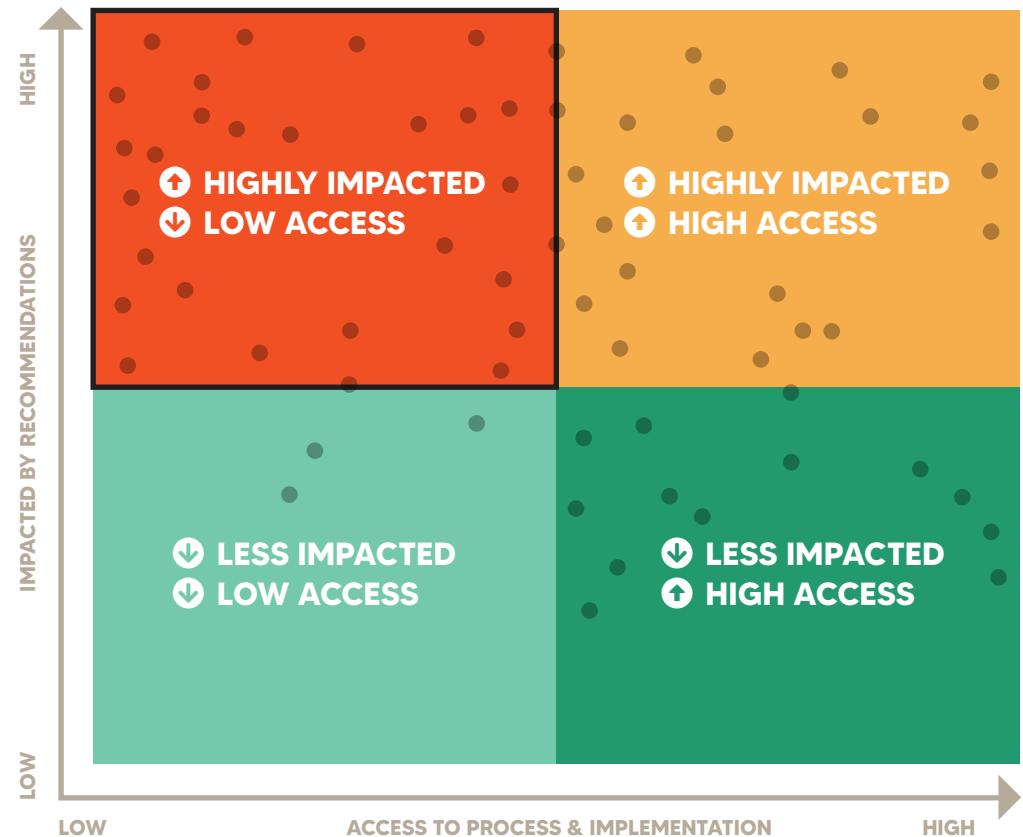 HIGH
IMPACTED BY RECOMMENDATIONS
LOW
HIGHLY IMPACTED
LOW ACCESS
HIGHLY IMPACTED
HIGH ACCESS
LESS IMPACTED
LOW ACCESS
LESS IMPACTED
HIGH ACCESS
LOW
ACCESS TO PROCESS & IMPLEMENTATION
HIGH